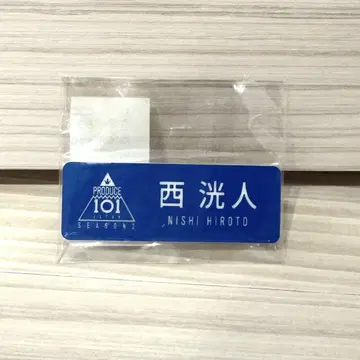 PRODUCE
101
JAPAN
SEASON2
西 洸人
NISHI HIROTO